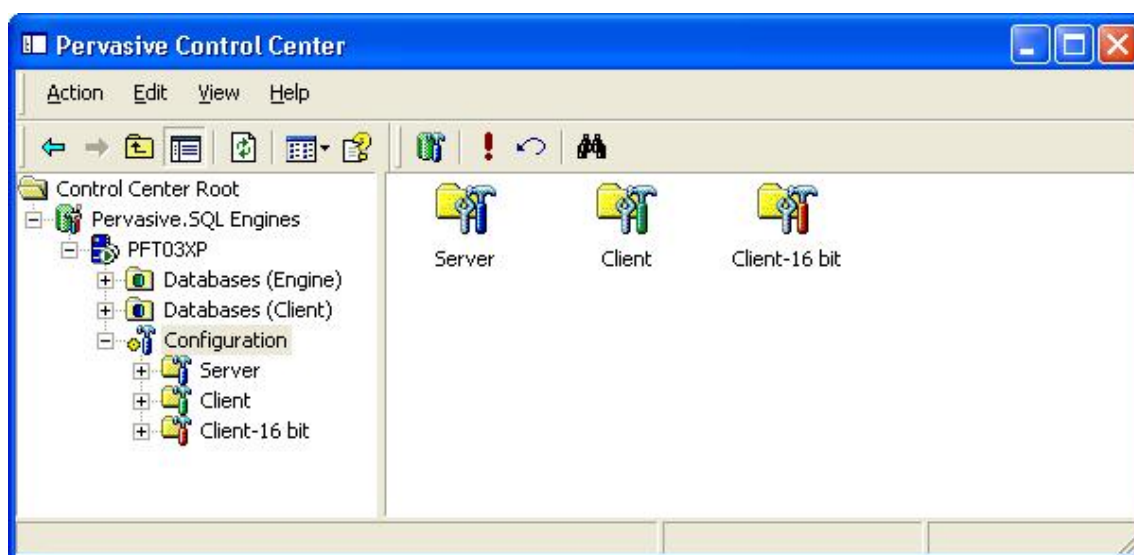 Pervasive Control Center
Action Edit View Help
Control Center Root
Pervasive.SQL Engines
PFT03XP
Databases (Engine)
Databases (Client)
Configuration
Server
Client
Client-16 bit
Server Client Client-16 bit